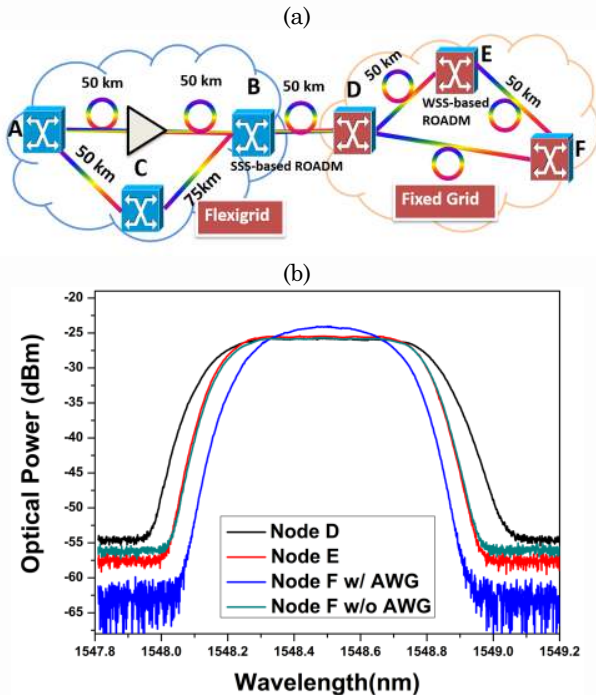 (a)
50 km
50 km
B
50 km
D
50 km
E
50 km
A
C
WSS-based
ROADM
F
50 km
75km
SSS-based ROADM
Flexigrid
Fixed Grid
(b)
-20
-25
-30
-35
-40
-45
-50
-55
-60
-65
Optical Power (dBm)
Node D
Node E
Node F w/ AWG
Node F w/o AWG
1547.8 1548.0 1548.2 1548.4 1548.6 1548.8 1549.0 1549.2
Wavelength(nm)